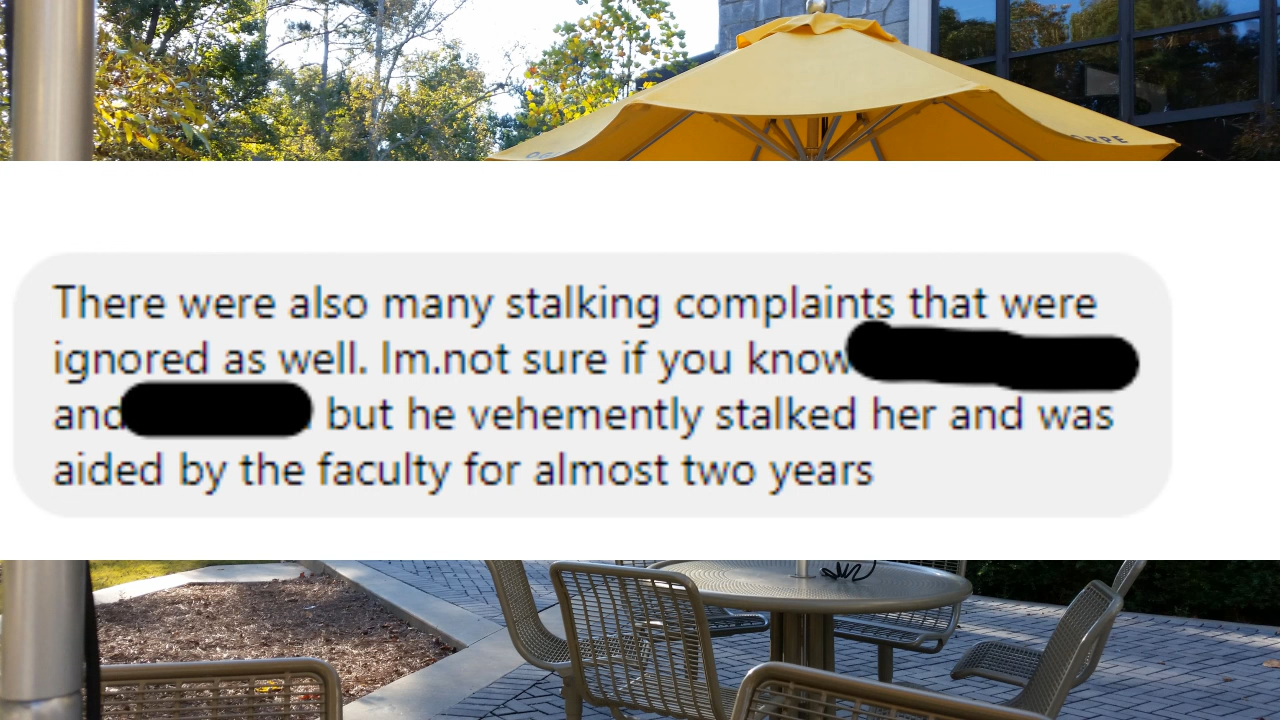 There were also many stalking complaints that were
ignored as well. Im.not sure if you know
and but he vehemently stalked her and was
aided by the faculty for almost two years